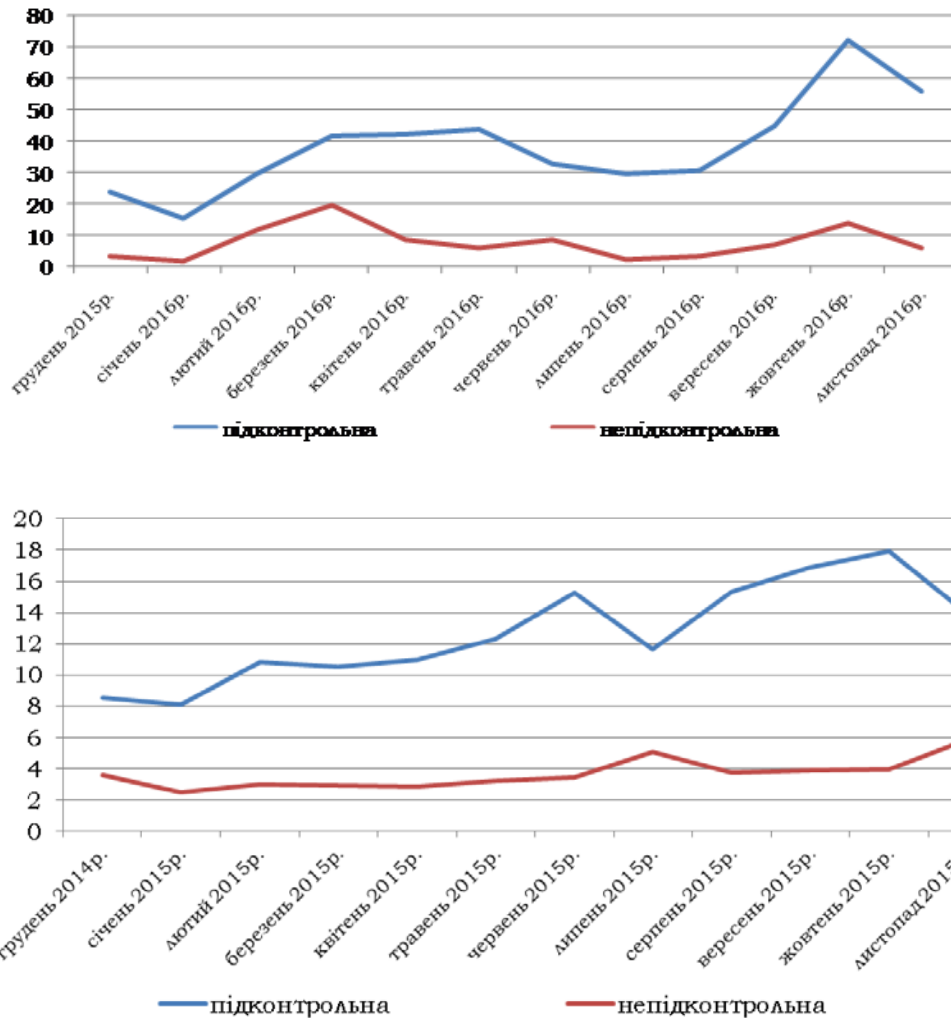 80
70
60
50
40
30
20
10
0
грудень 2015р.
січень 2016р.
лютий 2016р.
березень 2016р.
квітень 2016р.
травень 2016р.
червень 2016р.
липень 2016р.
серпень 2016р.
вересень 2016р.
жовтень 2016р.
листопад 2016р.
підконтрольна непідконтрольна
20
18
16
14
12
10
8
6
4
2
0
грудень 2014р.
січень 2015р.
лютий 2015р.
березень 2015р.
квітень 2015р.
травень 2015р.
червень 2015р.
липень 2015р.
серпень 2015р.
вересень 2015р.
жовтень 2015р.
листопад 2015
підконтрольна непідконтрольна